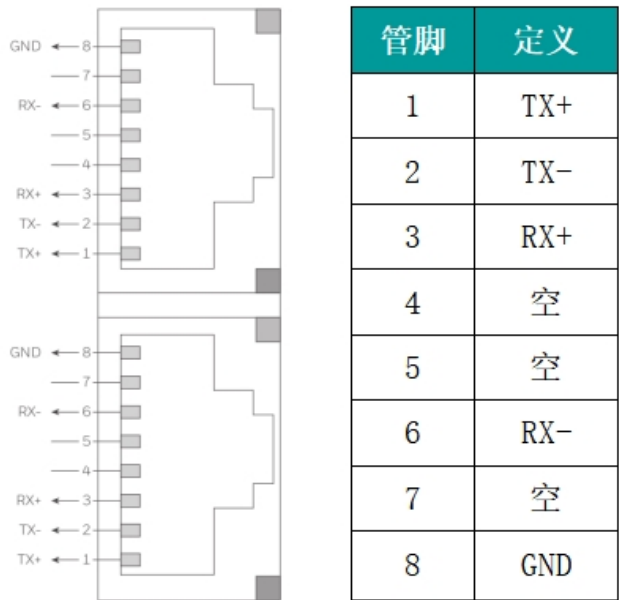 GND 8
7
RX- 6
5
4
RX+ 3
TX- 2
TX+ 1
GND 8
7
RX- 6
5
4
RX+ 3
TX- 2
TX+ 1
管脚 定义
1 TX+
2 TX-
3 RX+
4 空
5 空
6 RX-
7 空
8 GND